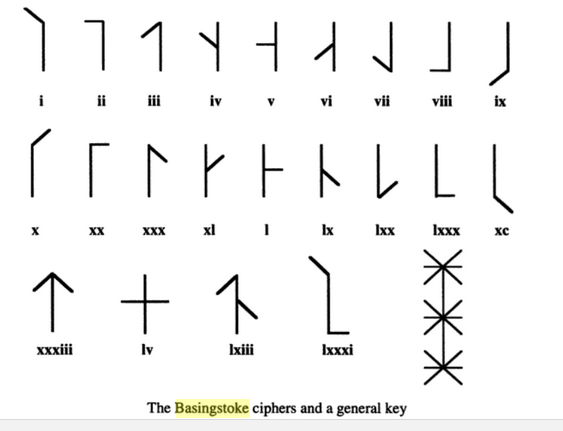 i ii iii iv v vi vii viii ix
x xx xxx xl l lx lxx lxxx xc
xxxiii lv lxiii lxxxi
The Basingstoke ciphers and a general key